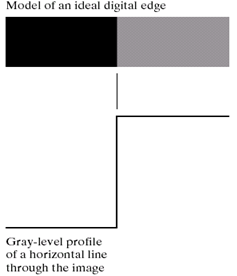 Model of an ideal digital edge
Gray-level profile
of a horizontal line
through the image